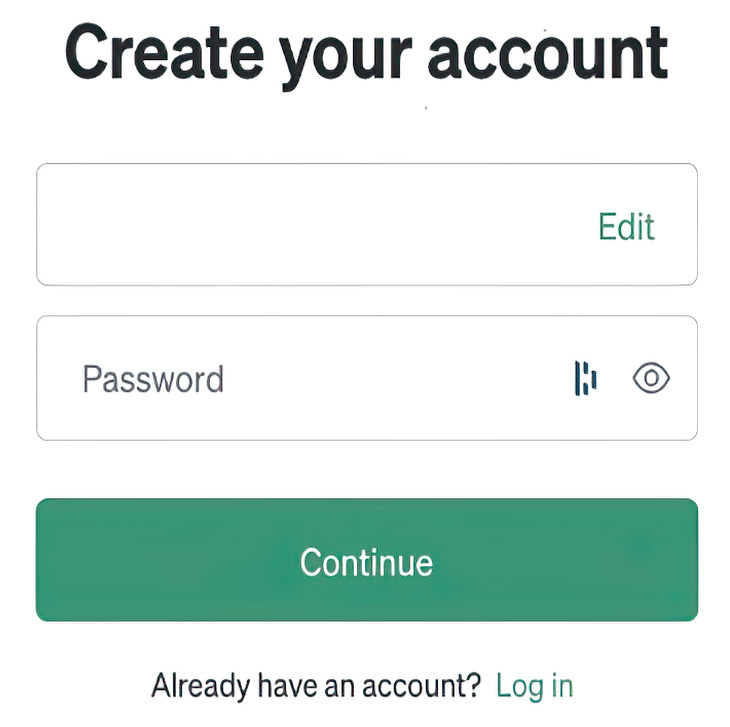 Create your account
Edit
Password
Continue
Already have an account? Log in